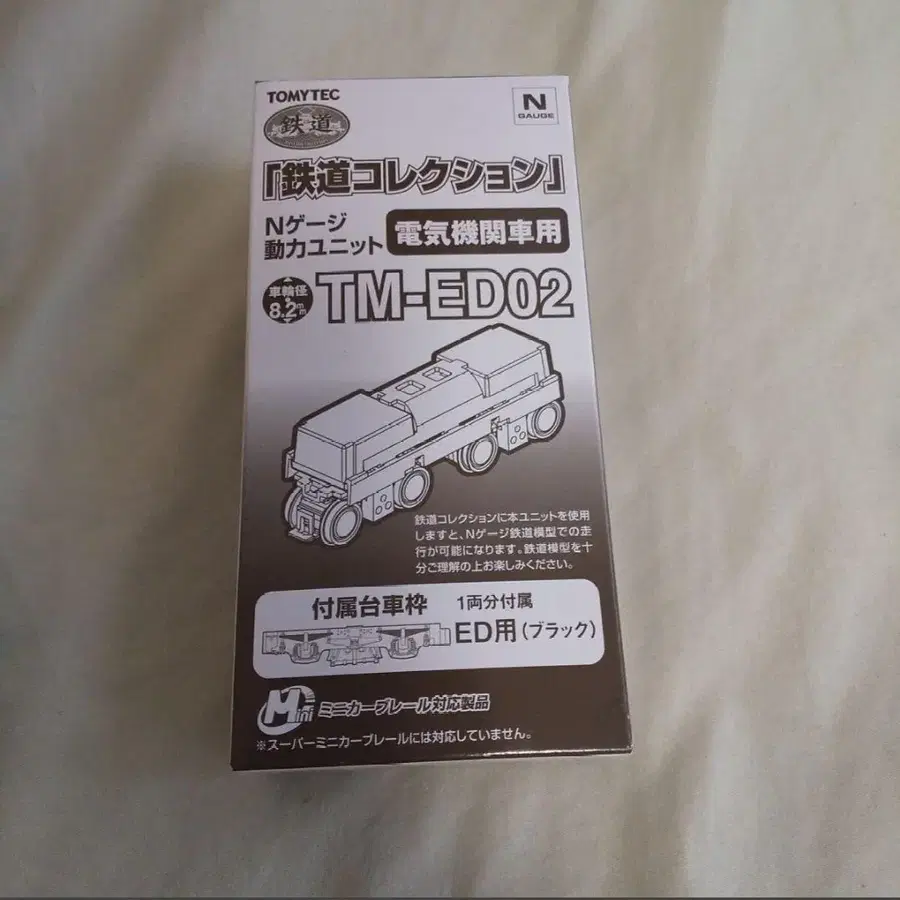 TOMYTEC
鉄道
N
GAUGE
「鉄道コレクション」
Nゲージ
動力ユニット
電気機関車用
車輪径
8.2mm
TM-ED02
鉄道コレクションに本ユニットを使用
しますと、Nゲージ鉄道模型での走
行が可能になります。鉄道模型を十
分ご理解の上お楽しみください。
付属台車枠
1両分付属
ED用(ブラック)
Mini
ミニカーブレール対応製品
※スーパーミニカーブレールには対応していません。